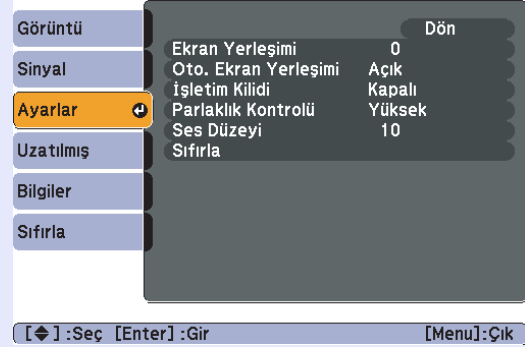 Görüntü
Sinyal
Ayarlar
Uzatılmış
Bilgiler
Sıfırla
Dön
Ekran Yerleşimi 0
Oto. Ekran Yerleşimi Açık
İşletim Kilidi Kapalı
Parlaklık Kontrolü Yüksek
Ses Düzeyi 10
Sıfırla
[◆] :Seç [Enter] :Gir [Menu]:Çık